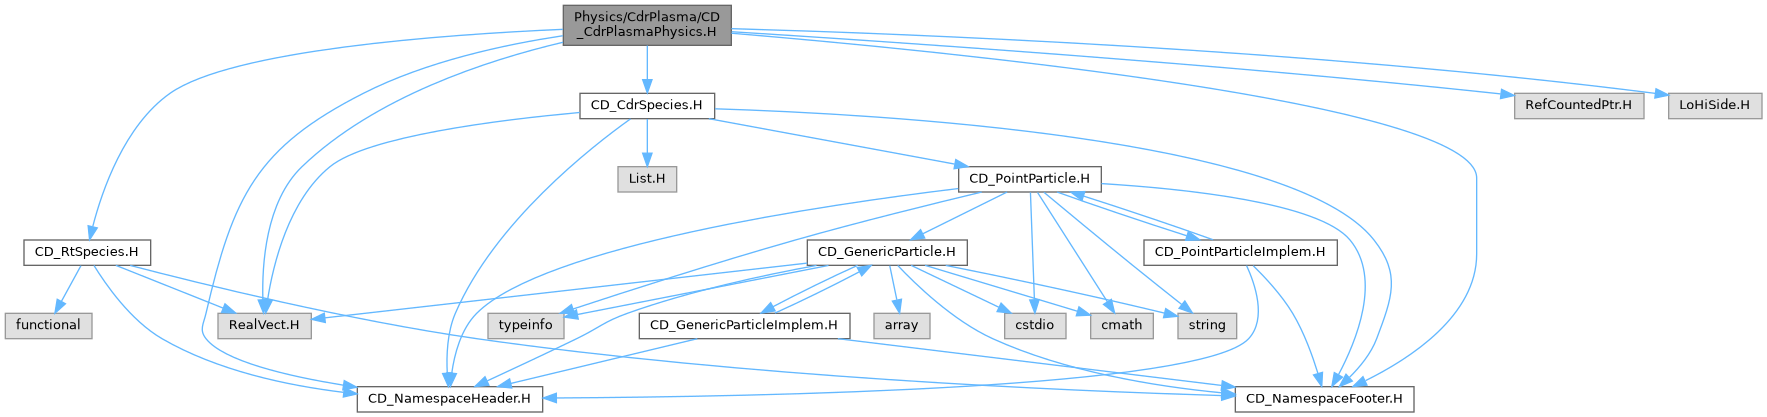 Physics/CdrPlasma/CD
_CdrPlasmaPhysics.H
CD_CdrSpecies.H
RefCountedPtr.H
LoHiSide.H
List.H
CD_PointParticle.H
CD_RtSpecies.H
CD_GenericParticle.H
CD_PointParticleImplem.H
functional
RealVect.H
typeinfo
CD_GenericParticleImplem.H
array
cstdio
cmath
string
CD_NamespaceHeader.H
CD_NamespaceFooter.H